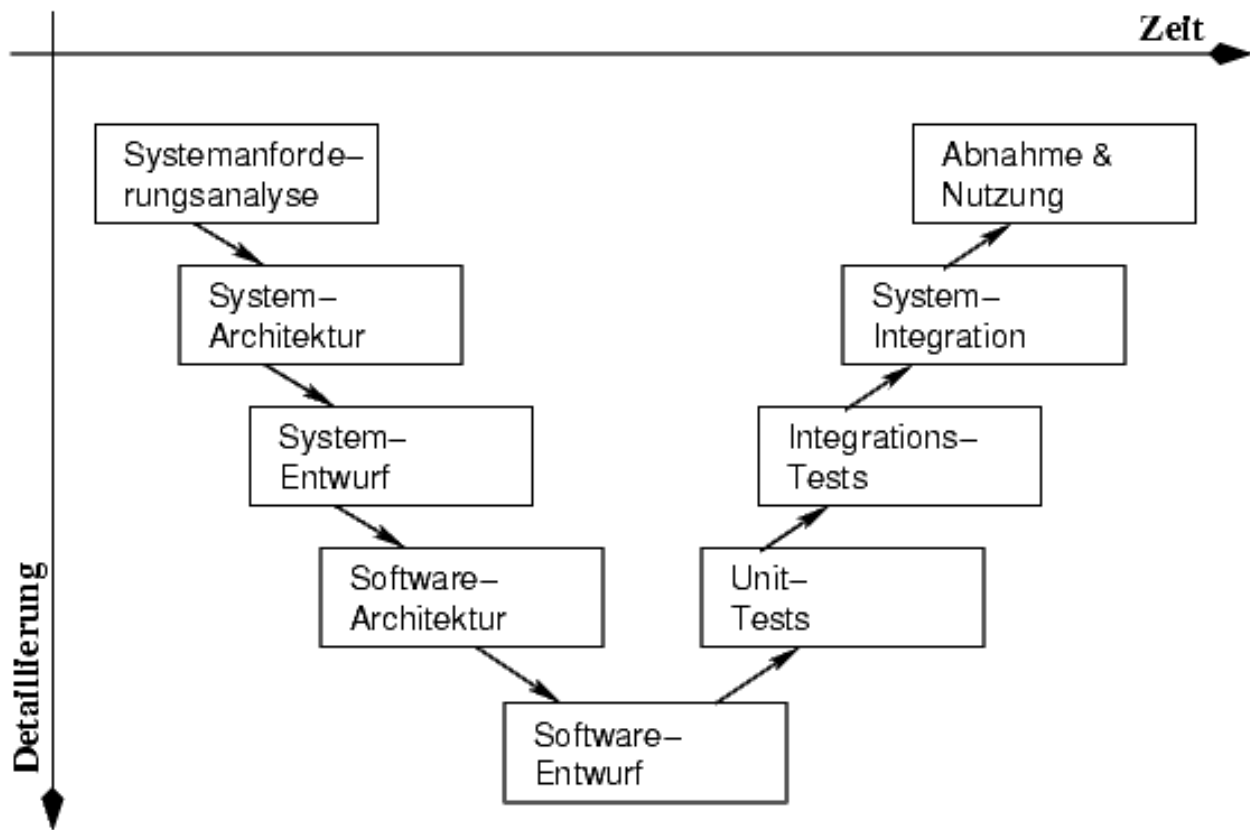 Zeit
Systemanforde–
rungsanalyse
Abnahme &
Nutzung
System–
Architektur
System–
Integration
System–
Entwurf
Integrations–
Tests
Software–
Architektur
Unit–
Tests
Software–
Entwurf
Detaillierung